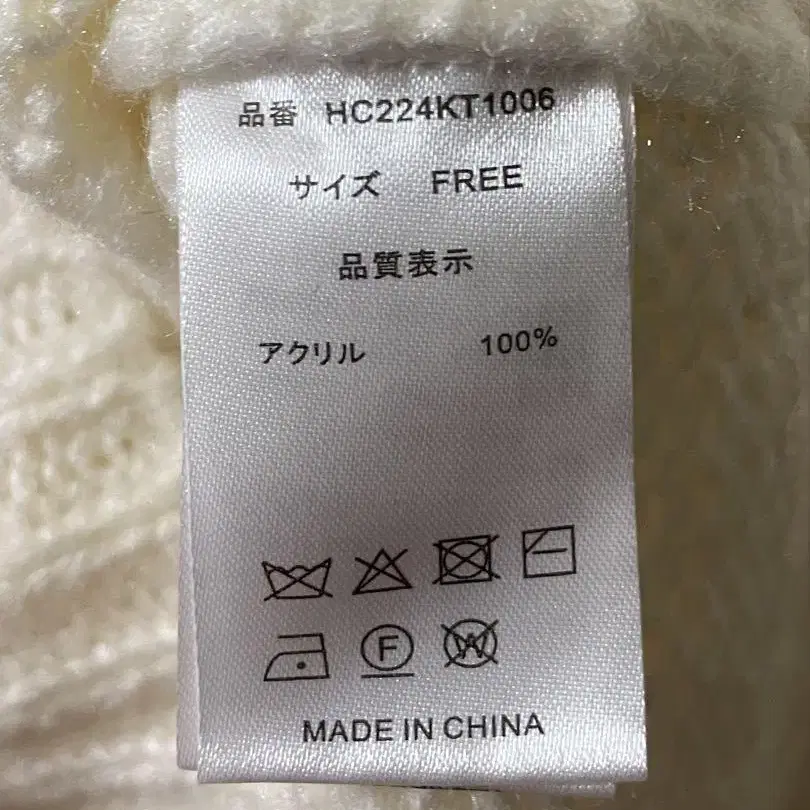 品番 HC224KT1006
サイズ FREE
品質表示
アクリル 100%
F W
MADE IN CHINA